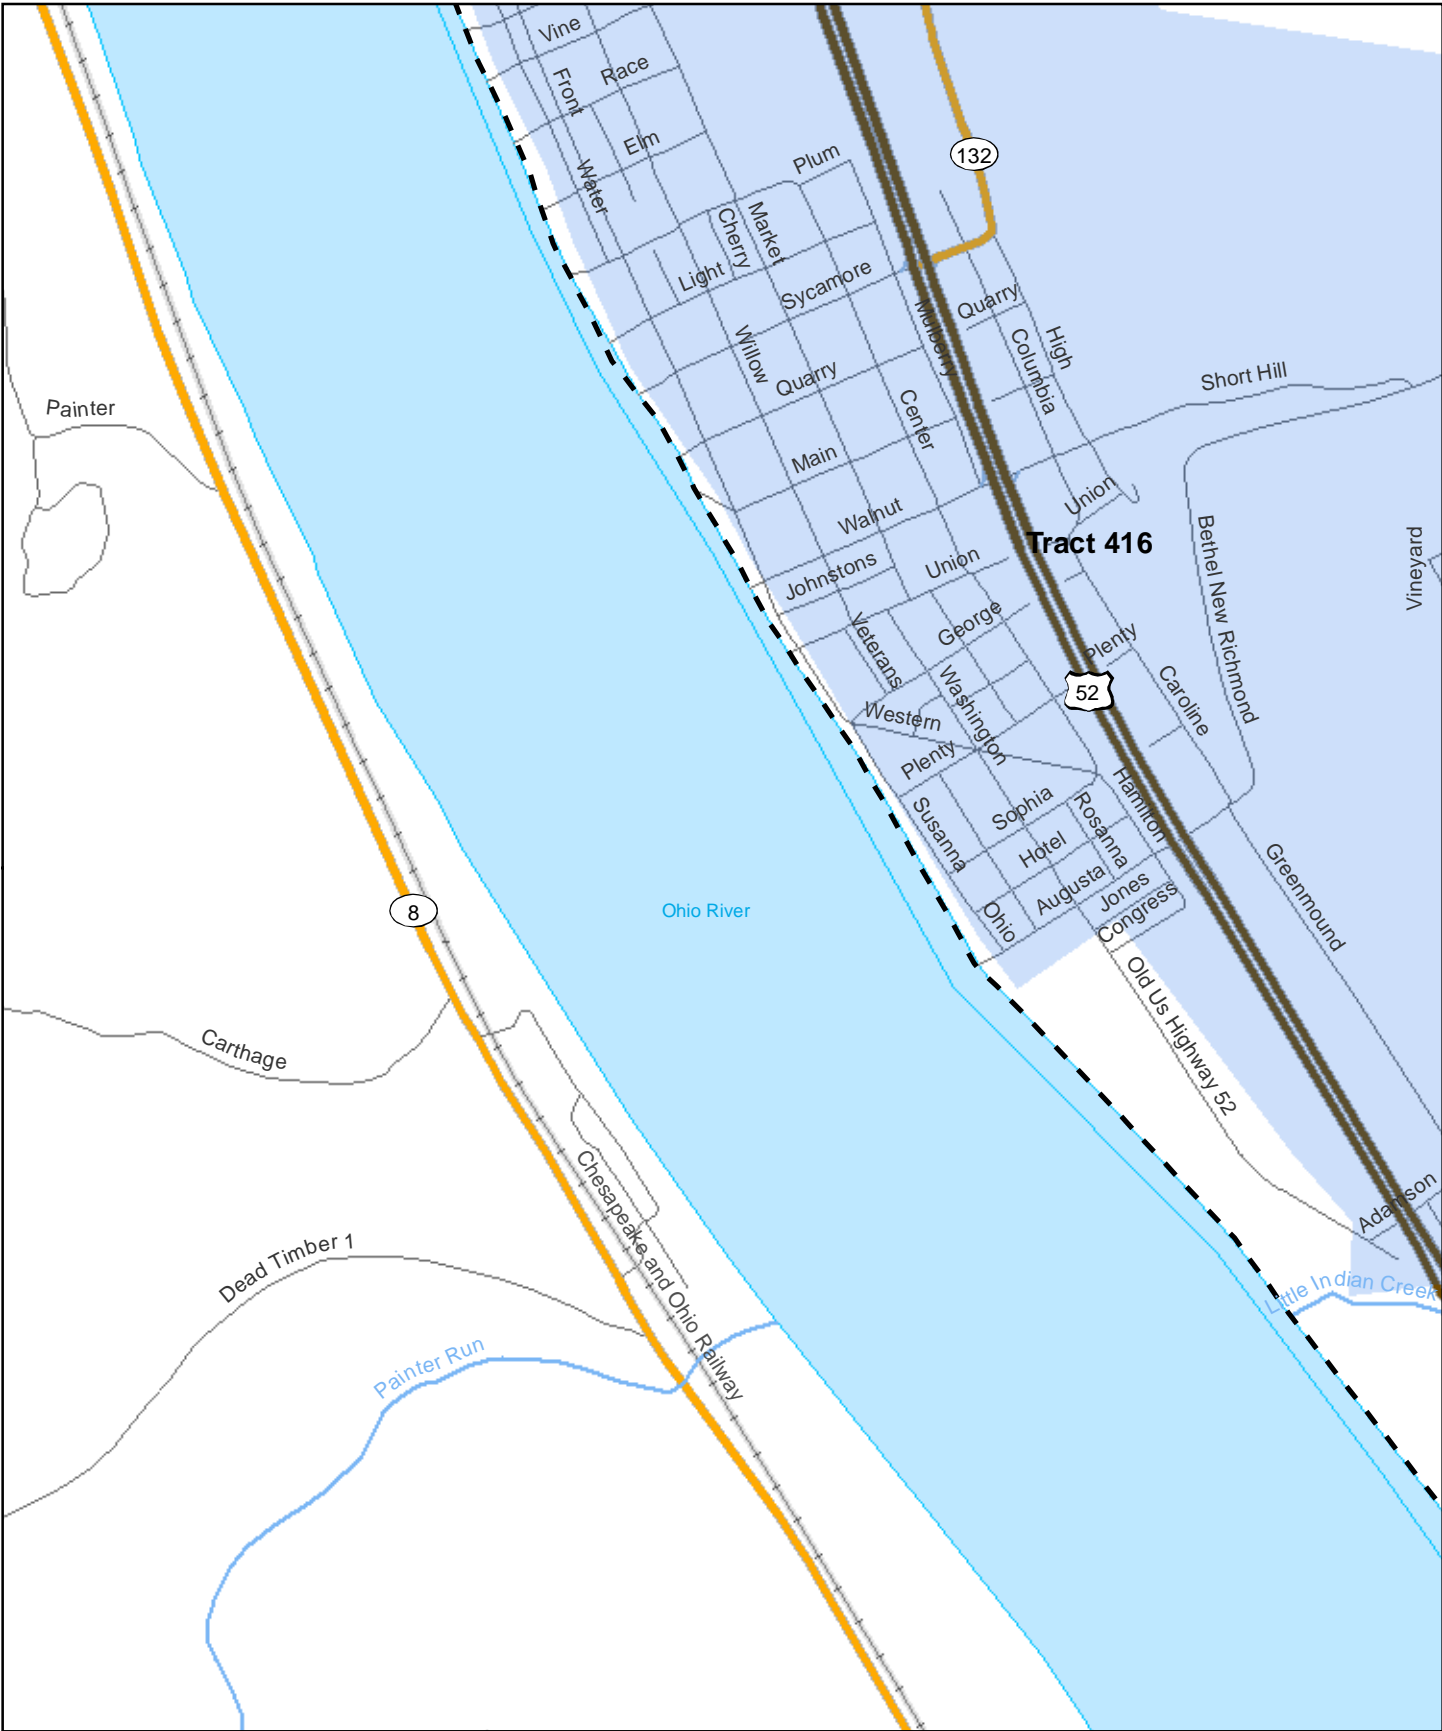 Vine
Race
Front
Elm
132
Plum
Water
Market
Cherry
Light
Sycamore
Quarry
Mulberry
High
Columbia
Willow
Quarry
Short Hill
Painter
Center
Main
Union
Walnut
Tract 416
Bethel New Richmond
Vineyard
Union
Johnstons
George
Veterans
Plenty
Washington
Caroline
52
Western
Plenty
Hamilton
Sophia
Rosanna
Susanna
Hotel
Greenmound
Augusta
Jones
Congress
Ohio
8
Ohio River
Old Us Highway 52
Carthage
Chesapeake and Ohio Railway
Adamson
Dead Timber 1
Little Indian Creek
Painter Run